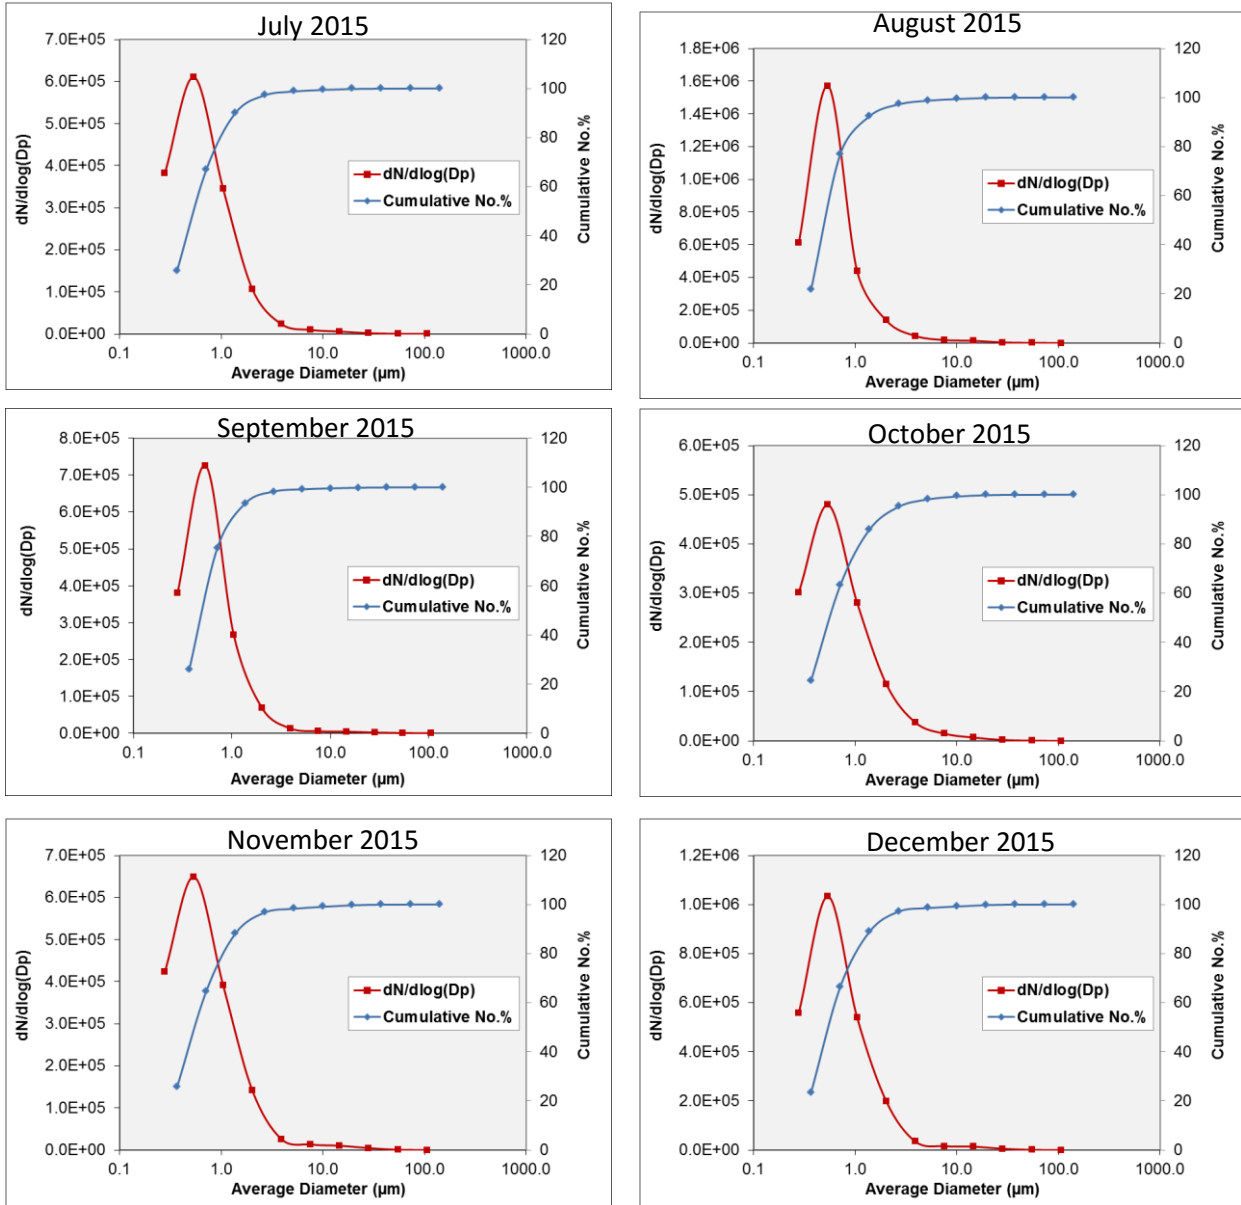 July 2015
7.0E+05
6.0E+05
5.0E+05
4.0E+05
3.0E+05
2.0E+05
1.0E+05
0.0E+00
dN/dlog(Dp)
120
100
80
60
40
20
0
Cumulative No.%
dN/dlog(Dp)
Cumulative No.%
0.1 1.0 10.0 100.0 1000.0
Average Diameter (µm)
August 2015
1.8E+06
1.6E+06
1.4E+06
1.2E+06
1.0E+06
8.0E+05
6.0E+05
4.0E+05
2.0E+05
0.0E+00
dN/dlog(Dp)
120
100
80
60
40
20
0
Cumulative No.%
dN/dlog(Dp)
Cumulative No.%
0.1 1.0 10.0 100.0 1000.0
Average Diameter (µm)
September 2015
8.0E+05
7.0E+05
6.0E+05
5.0E+05
4.0E+05
3.0E+05
2.0E+05
1.0E+05
0.0E+00
dN/dlog(Dp)
120
100
80
60
40
20
0
Cumulative No.%
dN/dlog(Dp)
Cumulative No.%
0.1 1.0 10.0 100.0 1000.0
Average Diameter (µm)
October 2015
6.0E+05
5.0E+05
4.0E+05
3.0E+05
2.0E+05
1.0E+05
0.0E+00
dN/dlog(Dp)
120
100
80
60
40
20
0
Cumulative No.%
dN/dlog(Dp)
Cumulative No.%
0.1 1.0 10.0 100.0 1000.0
Average Diameter (µm)
November 2015
7.0E+05
6.0E+05
5.0E+05
4.0E+05
3.0E+05
2.0E+05
1.0E+05
0.0E+00
dN/dlog(Dp)
120
100
80
60
40
20
0
Cumulative No.%
dN/dlog(Dp)
Cumulative No.%
0.1 1.0 10.0 100.0 1000.0
Average Diameter (µm)
December 2015
1.2E+06
1.0E+06
8.0E+05
6.0E+05
4.0E+05
2.0E+05
0.0E+00
dN/dlog(Dp)
120
100
80
60
40
20
0
Cumulative No.%
dN/dlog(Dp)
Cumulative No.%
0.1 1.0 10.0 100.0 1000.0
Average Diameter (µm)